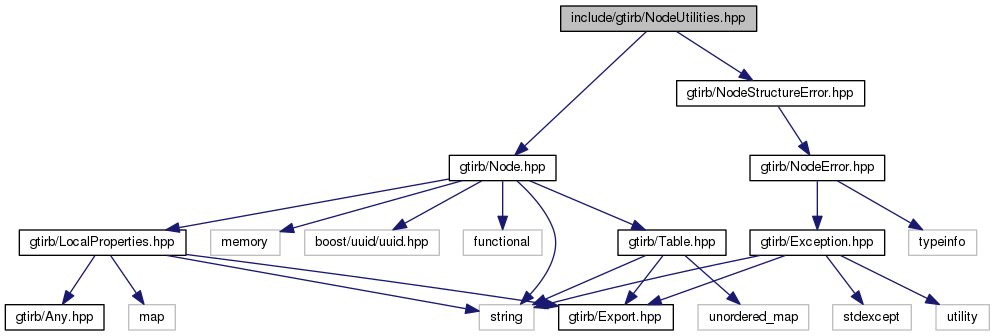 include/gtirb/NodeUtilities.hpp
gtirb/NodeStructureError.hpp
gtirb/Node.hpp
gtirb/NodeError.hpp
gtirb/LocalProperties.hpp
memory
boost/uuid/uuid.hpp
functional
gtirb/Table.hpp
gtirb/Exception.hpp
typeinfo
gtirb/Any.hpp
map
string
gtirb/Export.hpp
unordered_map
stdexcept
utility